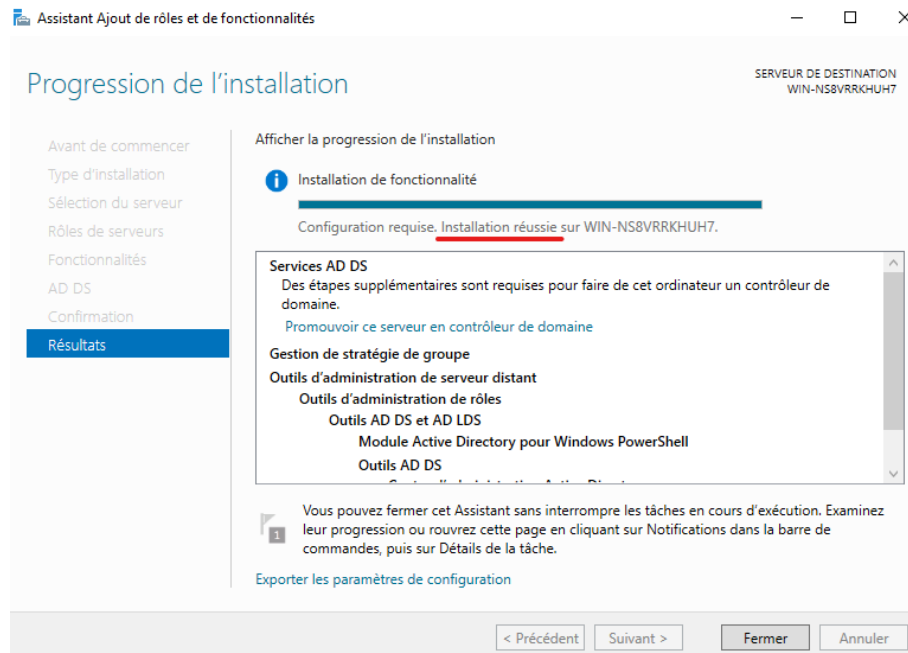 Assistant Ajout de rôles et de fonctionnalités
Progression de l'installation
SERVEUR DE DESTINATION
WIN-NS8VRRKHUH7
Avant de commencer
Type d'installation
Sélection du serveur
Rôles de serveurs
Fonctionnalités
AD DS
Confirmation
Résultats
Afficher la progression de l'installation
Installation de fonctionnalité
Configuration requise. Installation réussie sur WIN-NS8VRRKHUH7.
Services AD DS
Des étapes supplémentaires sont requises pour faire de cet ordinateur un contrôleur de
domaine.
Promouvoir ce serveur en contrôleur de domaine
Gestion de stratégie de groupe
Outils d'administration de serveur distant
Outils d'administration de rôles
Outils AD DS et AD LDS
Module Active Directory pour Windows PowerShell
Outils AD DS
Vous pouvez fermer cet Assistant sans interrompre les tâches en cours d'exécution. Examinez
1 leur progression ou rouvrez cette page en cliquant sur Notifications dans la barre de
commandes, puis sur Détails de la tâche.
Exporter les paramètres de configuration
< Précédent
Suivant >
Fermer
Annuler